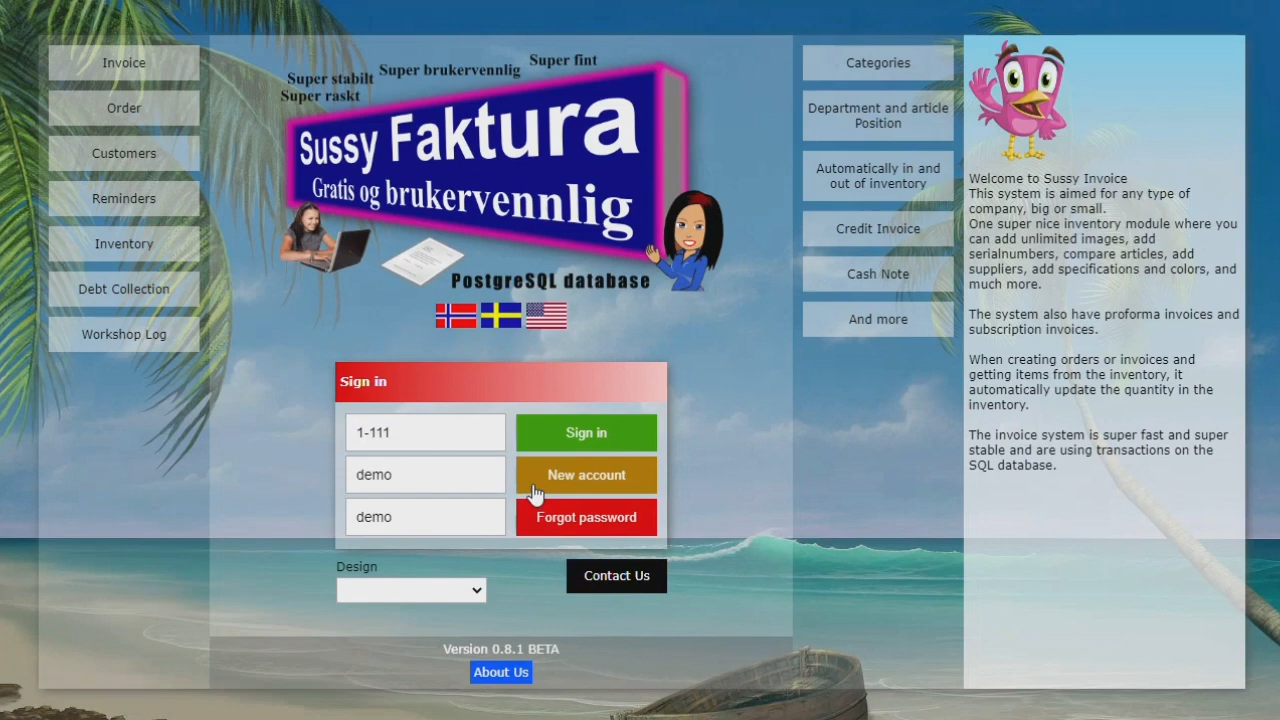 Invoice
Order
Customers
Reminders
Inventory
Debt Collection
Workshop Log
Super stabilt
Super brukervennlig
Super fint
Super raskt
Sussy Faktura
Gratis og brukervennlig
PostgreSQL database
Sign in
1-111
Sign in
demo
New account
demo
Forgot password
Design
Contact Us
Version 0.8.1 BETA
About Us
Categories
Department and article
Position
Automatically in and
out of inventory
Credit Invoice
Cash Note
And more
Welcome to Sussy Invoice
This system is aimed for any type of
company, big or small.
One super nice inventory module where you
can add unlimited images, add
serialnumbers, compare articles, add
suppliers, add specifications and colors, and
much more.
The system also have proforma invoices and
subscription invoices.
When creating orders or invoices and
getting items from the inventory, it
automatically update the quantity in the
inventory.
The invoice system is super fast and super
stable and are using transactions on the
SQL database.